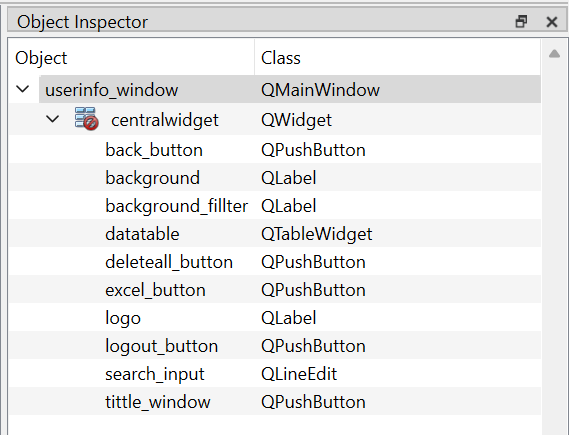 Object Inspector
Object Class
userinfo_window QMainWindow
centralwidget QWidget
back_button QPushButton
background QLabel
background_fillter QLabel
datatable QTableWidget
deleteall_button QPushButton
excel_button QPushButton
logo QLabel
logout_button QPushButton
search_input QLineEdit
tittle_window QPushButton